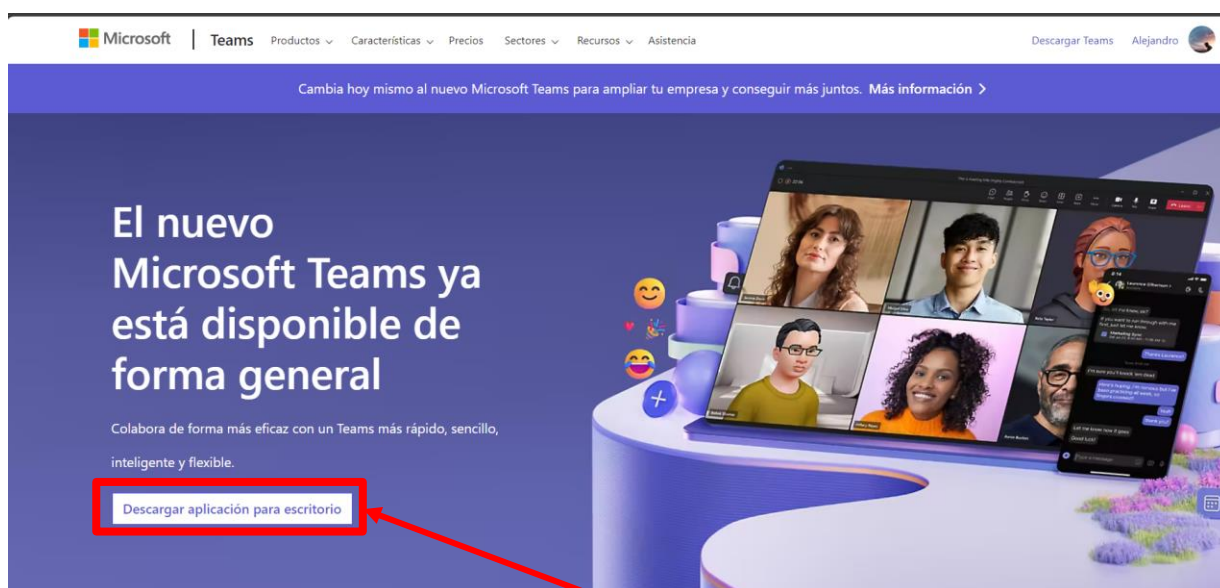 Microsoft Teams Productos Características Precios Sectores Recursos Asistencia Descargar Teams Alejandro
Cambia hoy mismo al nuevo Microsoft Teams para ampliar tu empresa y conseguir más juntos. Más información >
El nuevo
Microsoft Teams ya
está disponible de
forma general
Colabora de forma más eficaz con un Teams más rápido, sencillo,
inteligente y flexible.
Descargar aplicación para escritorio